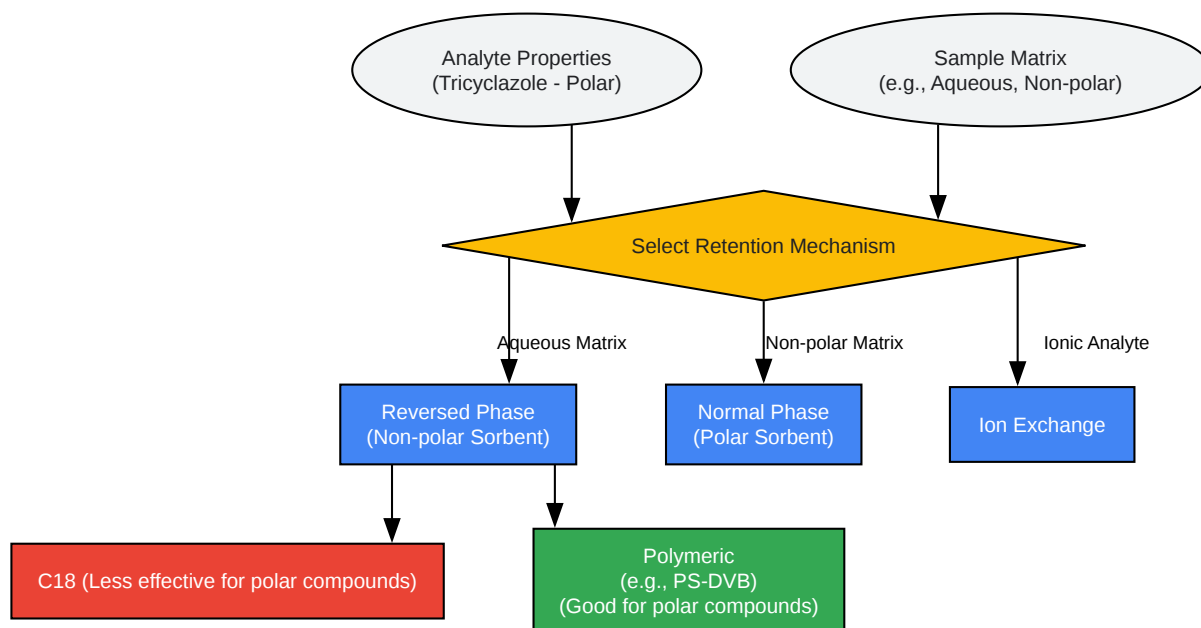 Analyte Properties
(Tricyclazole - Polar)
Sample Matrix
(e.g., Aqueous, Non-polar)
Select Retention Mechanism
Aqueous Matrix
Non-polar Matrix
Ionic Analyte
Reversed Phase
(Non-polar Sorbent)
Normal Phase
(Polar Sorbent)
Ion Exchange
C18 (Less effective for polar compounds)
Polymeric
(e.g., PS-DVB)
(Good for polar compounds)